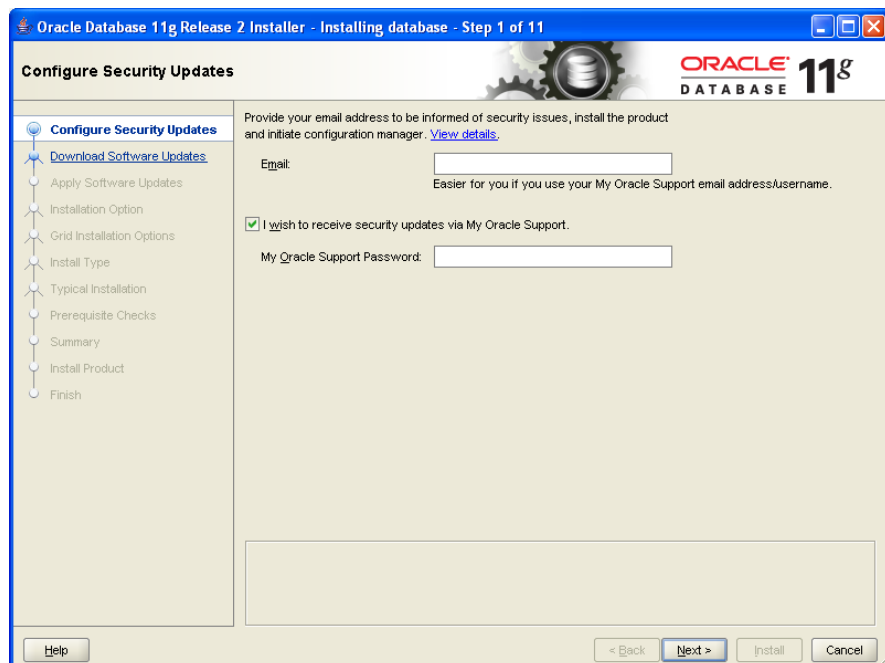 Oracle Database 11g Release 2 Installer - Installing database - Step 1 of 11
Configure Security Updates
ORACLE
DATABASE
11g
Configure Security Updates
Download Software Updates
Apply Software Updates
Installation Option
Grid Installation Options
Install Type
Typical Installation
Prerequisite Checks
Summary
Install Product
Finish
Provide your email address to be informed of security issues, install the product
and initiate configuration manager. View details.
Email:
Easier for you if you use your My Oracle Support email address/username.
I wish to receive security updates via My Oracle Support.
My Oracle Support Password:
Help
< Back
Next >
Install
Cancel